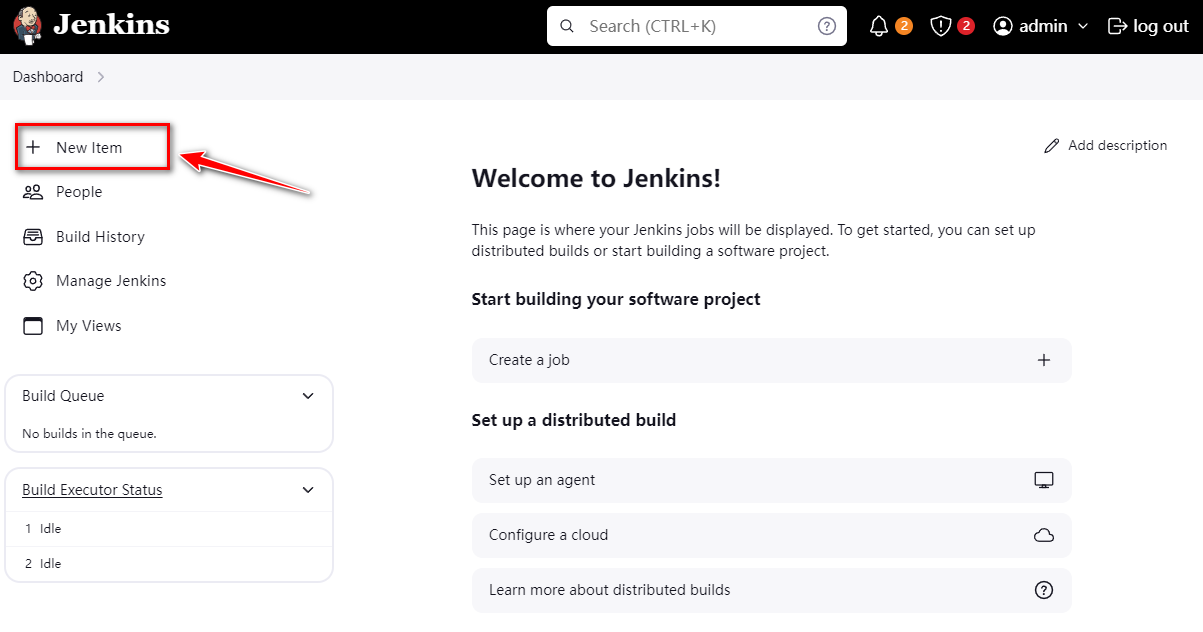 Jenkins
Search (CTRL+K)
2
2
admin
log out
Dashboard
New Item
People
Build History
Manage Jenkins
My Views
Build Queue
No builds in the queue.
Build Executor Status
1 Idle
2 Idle
Add description
Welcome to Jenkins!
This page is where your Jenkins jobs will be displayed. To get started, you can set up
distributed builds or start building a software project.
Start building your software project
Create a job
Set up a distributed build
Set up an agent
Configure a cloud
Learn more about distributed builds